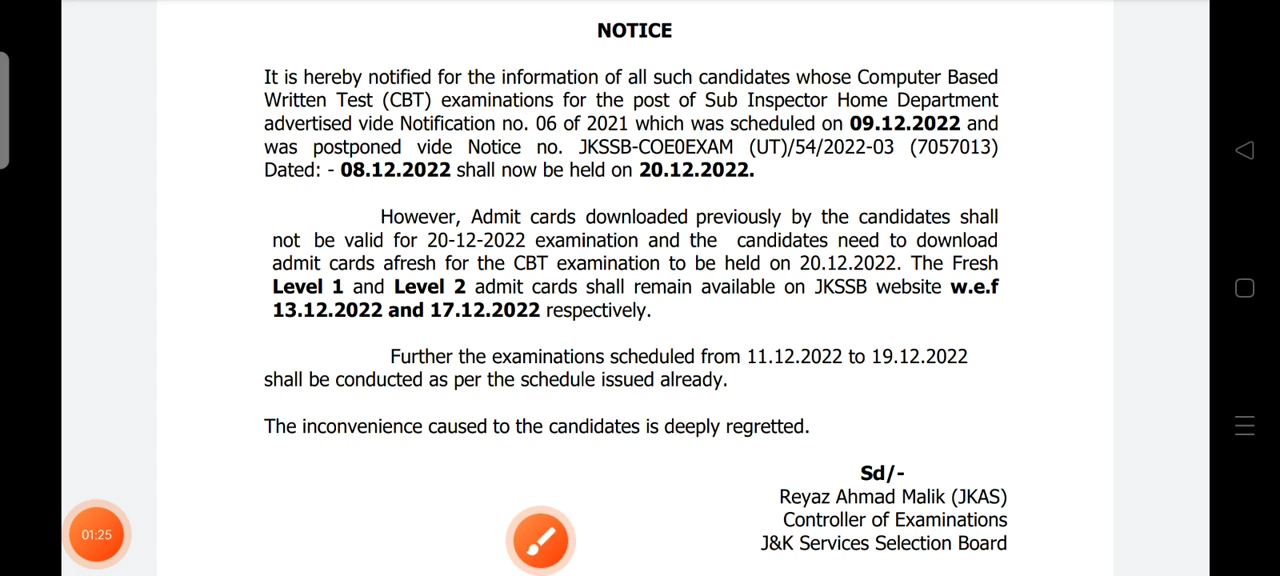 NOTICE
It is hereby notified for the information of all such candidates whose Computer Based
Written Test (CBT) examinations for the post of Sub Inspector Home Department
advertised vide Notification no. 06 of 2021 which was scheduled on 09.12.2022 and
was postponed vide Notice no. JKSSB-COE0EXAM (UT)/54/2022-03 (7057013)
Dated: - 08.12.2022 shall now be held on 20.12.2022.
However, Admit cards downloaded previously by the candidates shall
not be valid for 20-12-2022 examination and the candidates need to download
admit cards afresh for the CBT examination to be held on 20.12.2022. The Fresh
Level 1 and Level 2 admit cards shall remain available on JKSSB website w.e.f
13.12.2022 and 17.12.2022 respectively.
Further the examinations scheduled from 11.12.2022 to 19.12.2022
shall be conducted as per the schedule issued already.
The inconvenience caused to the candidates is deeply regretted.
Sd/-
Reyaz Ahmad Malik (JKAS)
Controller of Examinations
J&K Services Selection Board
01:25